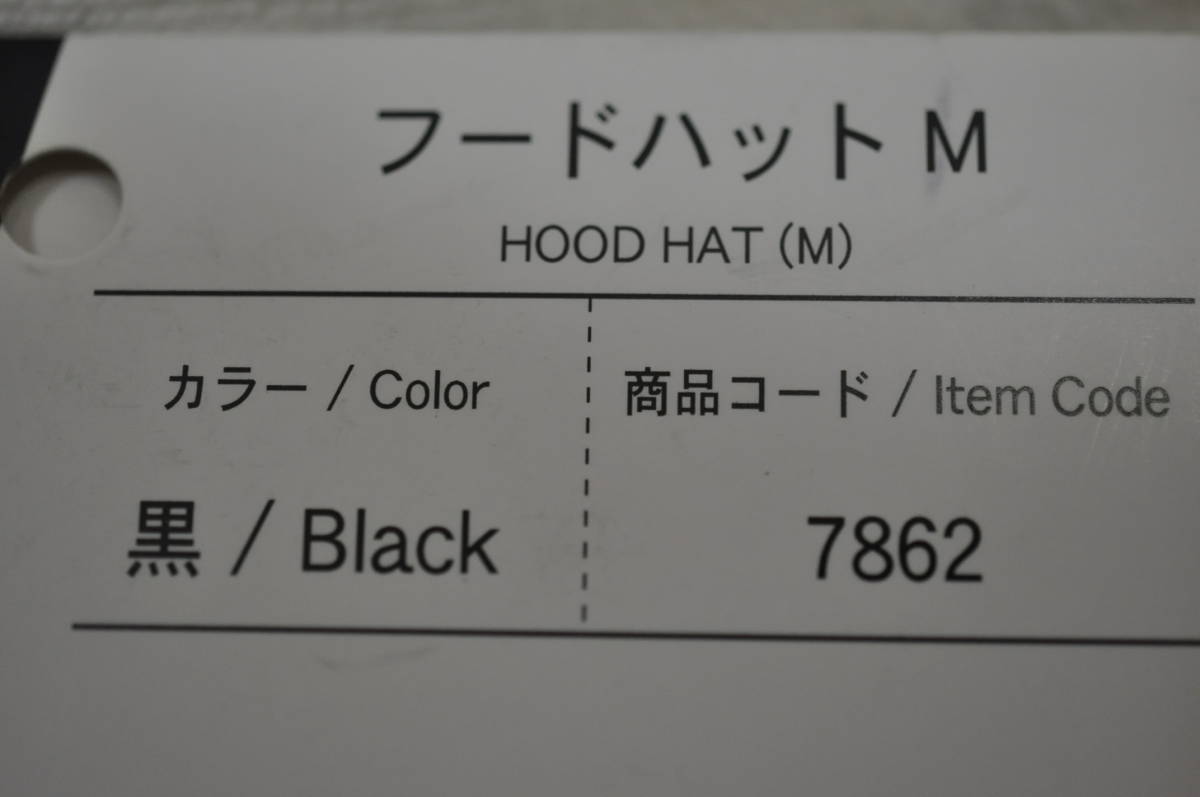 フードハット M
HOOD HAT (M)
カラー / Color
商品コード / Item Code
黒 / Black
7862